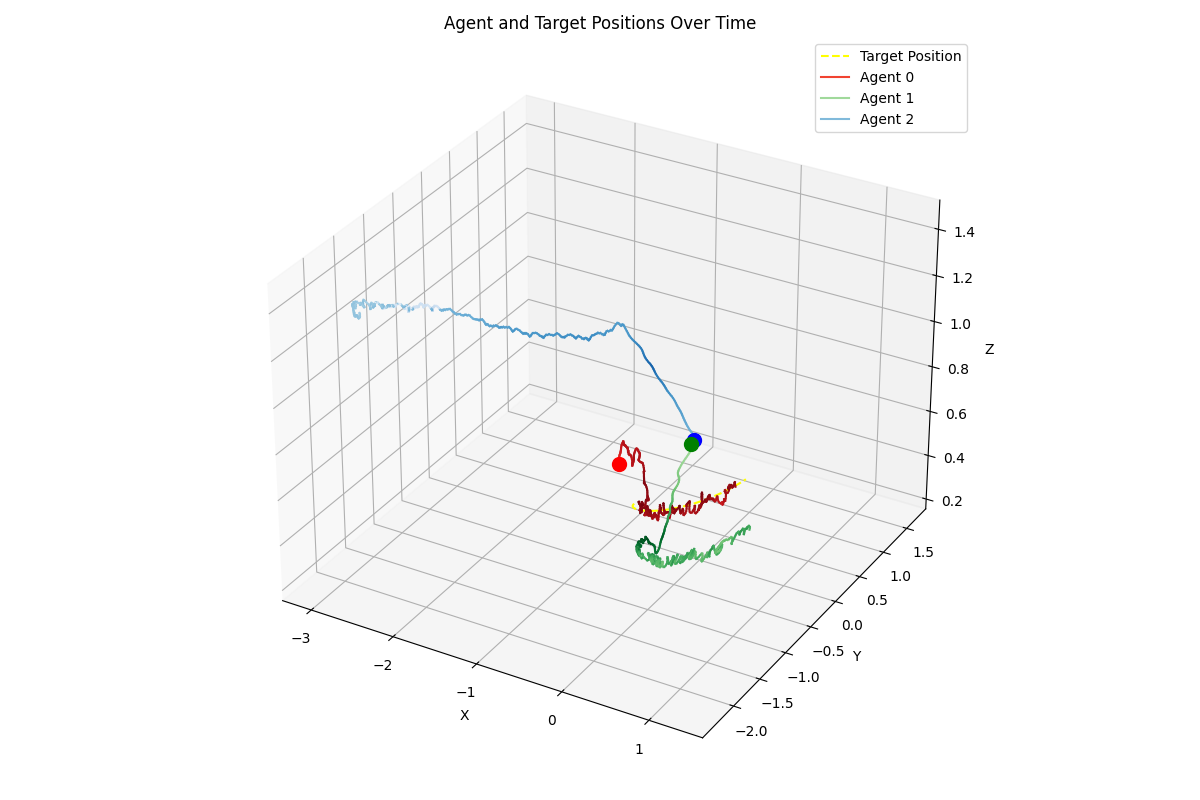 Agent and Target Positions Over Time
Target Position
Agent 0
Agent 1
Agent 2
1.4
1.2
1.0
0.8
0.6
0.4
0.2
Z
1.5
1.0
0.5
0.0
−0.5
−1.0
−1.5
−2.0
Y
−3
−2
−1
0
1
X